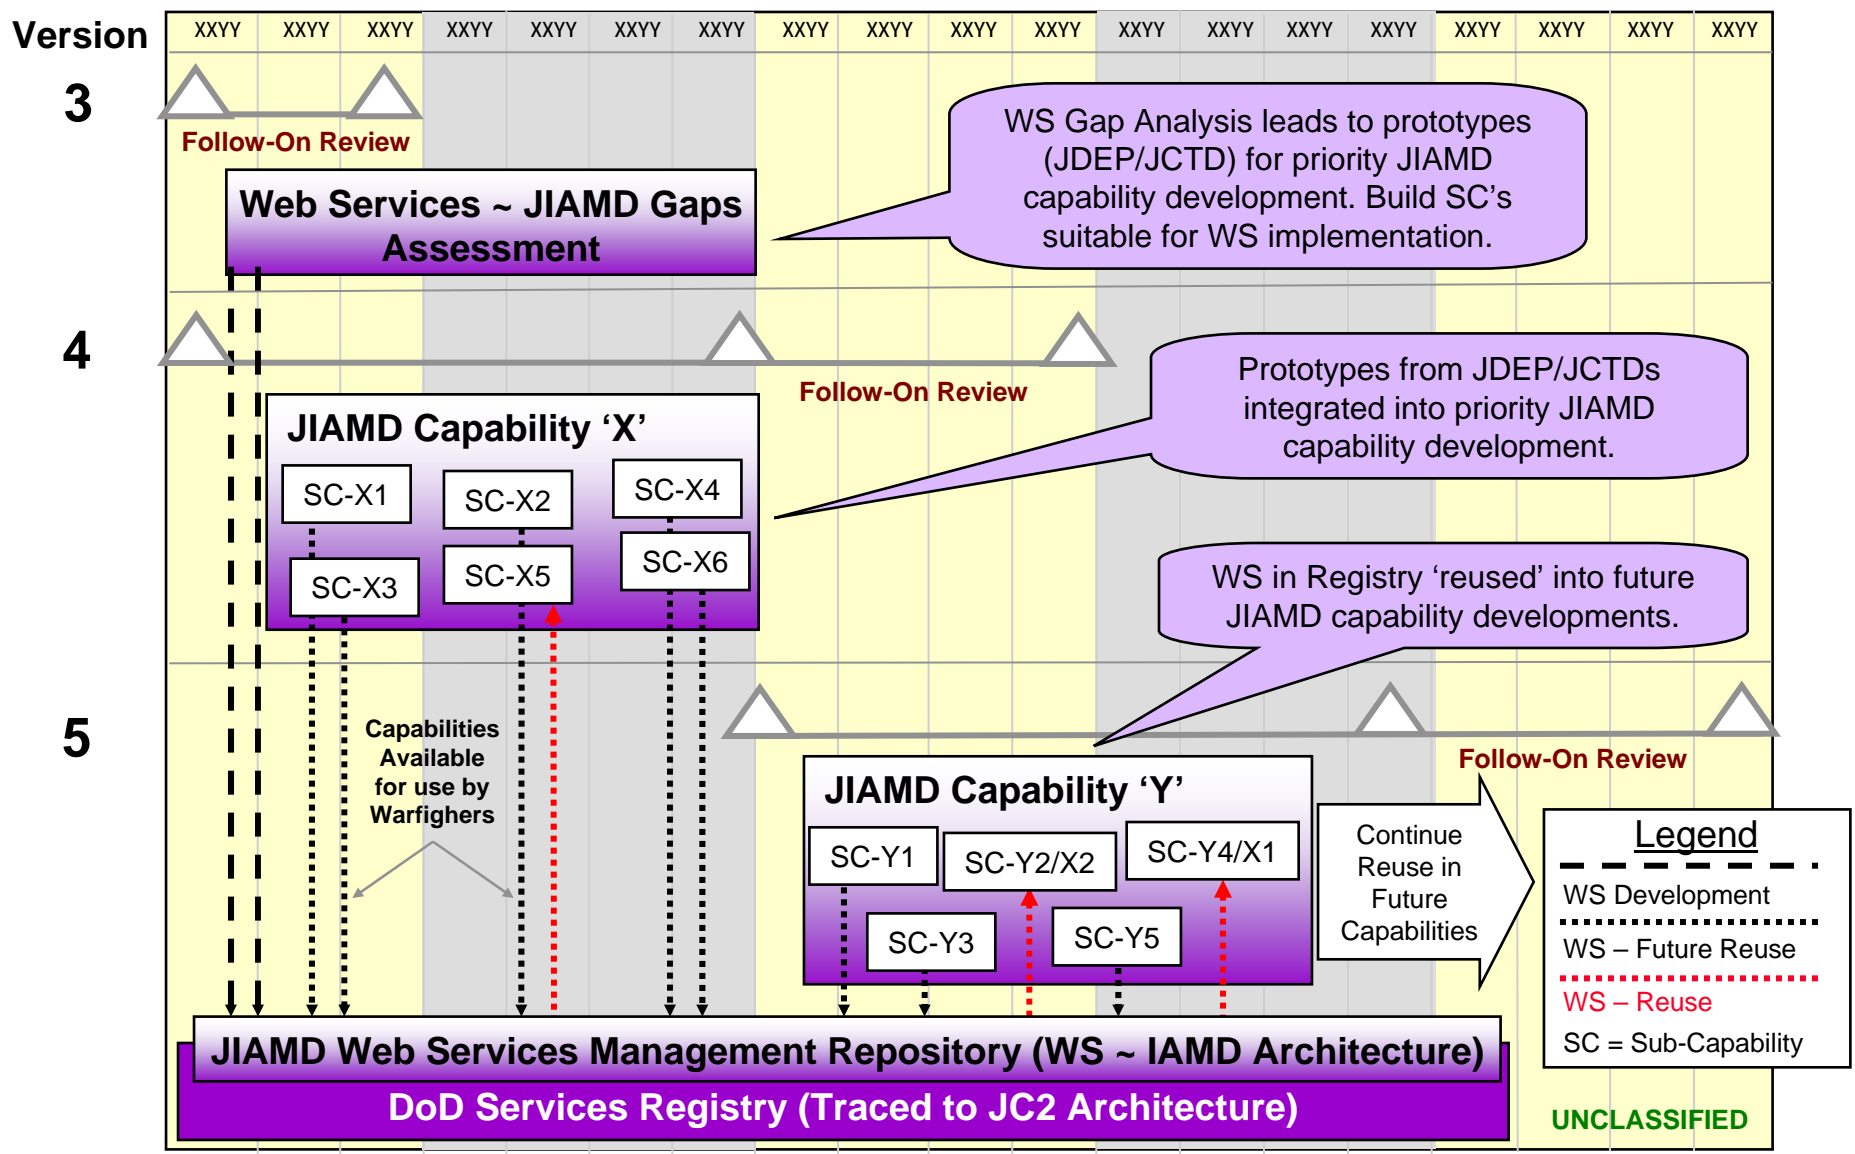 Version
XXYY XXYY XXYY XXYY XXYY XXYY XXYY XXYY XXYY XXYY XXYY XXYY XXYY XXYY XXYY XXYY XXYY XXYY XXYY
3
Follow-On Review
Web Services ~ JIAMD Gaps
Assessment
WS Gap Analysis leads to prototypes
(JDEP/JCTD) for priority JIAMD
capability development. Build SC’s
suitable for WS implementation.
4
Follow-On Review
Prototypes from JDEP/JCTDs
integrated into priority JIAMD
capability development.
JIAMD Capability ‘X’
SC-X1
SC-X2
SC-X4
SC-X3
SC-X5
SC-X6
WS in Registry ‘reused’ into future
JIAMD capability developments.
5
Capabilities
Available
for use by
Warfighers
Follow-On Review
JIAMD Capability ‘Y’
SC-Y1
SC-Y2/X2
SC-Y4/X1
SC-Y3
SC-Y5
Continue
Reuse in
Future
Capabilities
Legend
WS Development
WS – Future Reuse
WS – Reuse
SC = Sub-Capability
JIAMD Web Services Management Repository (WS ~ IAMD Architecture)
DoD Services Registry (Traced to JC2 Architecture)
UNCLASSIFIED